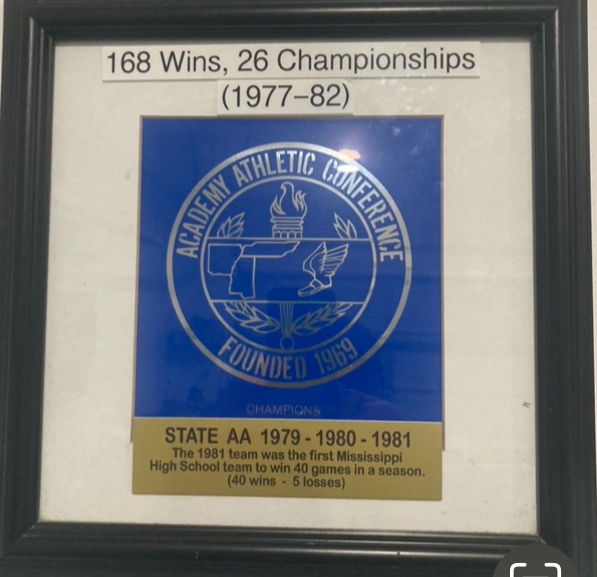 168 Wins, 26 Championships
(1977–82)
ACADEMY ATHLETIC CONFERENCE
FOUNDED 1969
CHAMPIONS
STATE AA 1979 - 1980 - 1981
The 1981 team was the first Mississippi
High School team to win 40 games in a season.
(40 wins - 5 losses)